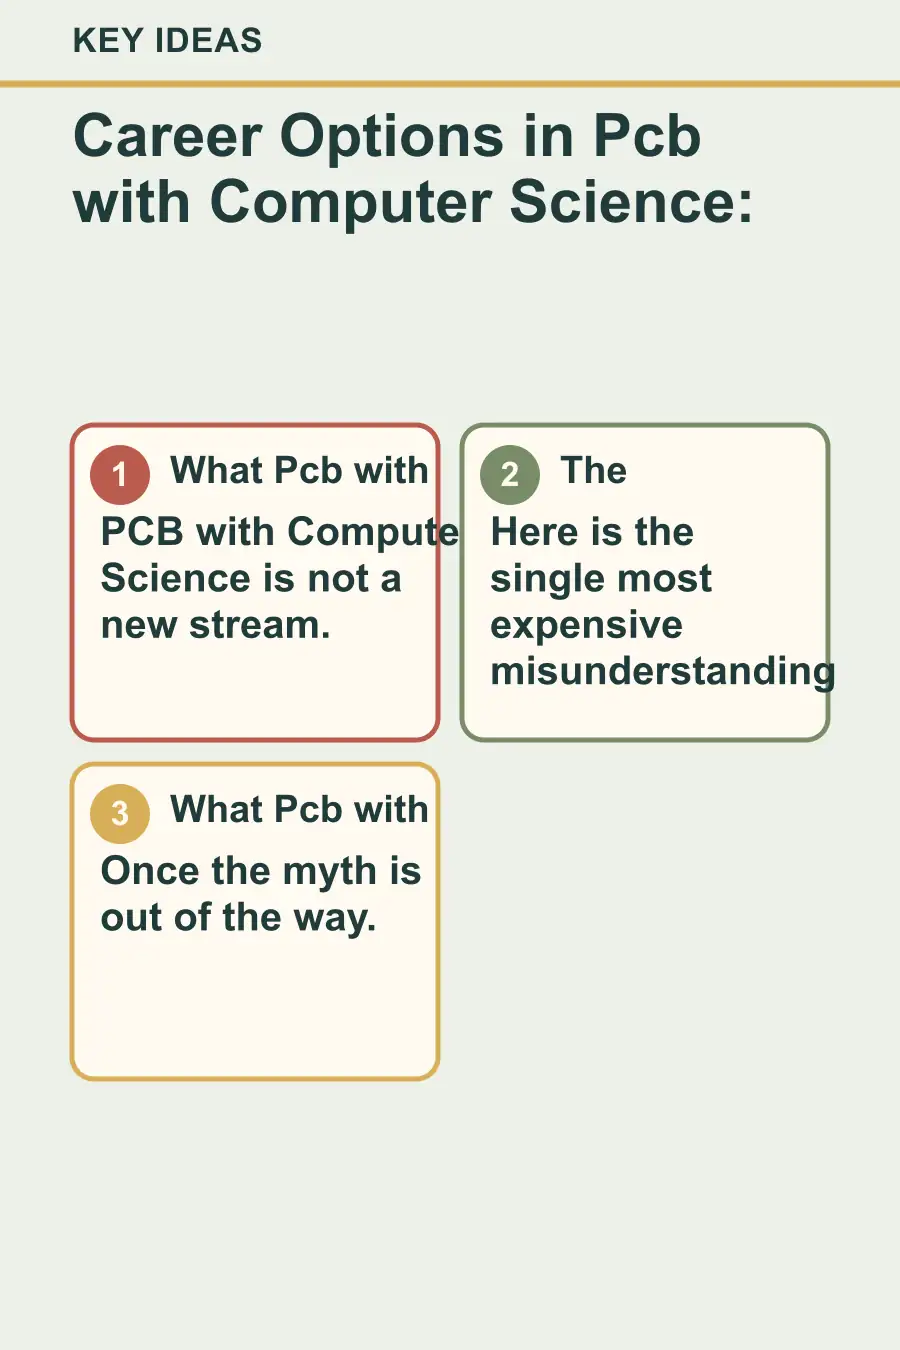 KEY IDEAS
Career Options in Pcb
with Computer Science:
1 What Pcb with
PCB with Compute
Science is not a
new stream.
2 The
Here is the
single most
expensive
misunderstanding
3 What Pcb with
Once the myth is
out of the way.